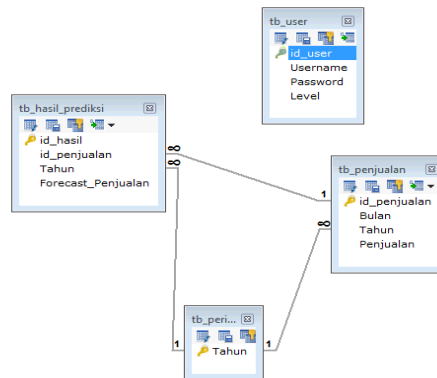 tb_user
id_user
Username
Password
Level
tb_hasil_prediksi
id_hasil
id_penjualan
Tahun
Forecast_Penjualan
∞
∞
1
tb_penjualan
id_penjualan
Bulan
Tahun
Penjualan
∞
tb_peri...
Tahun
1
1